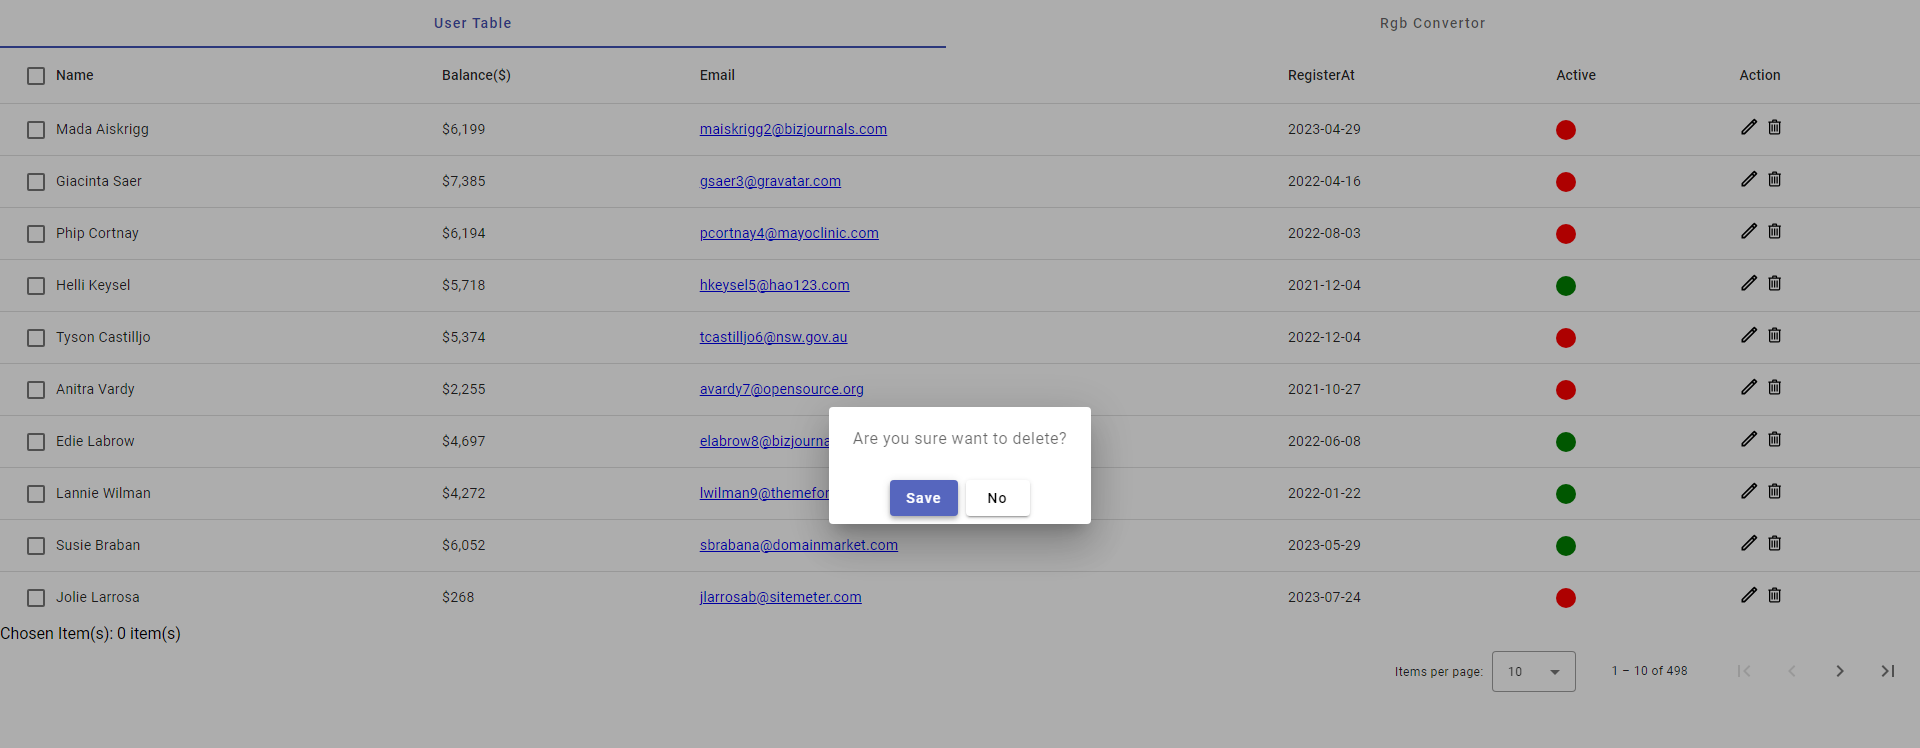 User Table Rgb Convertor
Name Balance($) Email RegisterAt Active Action
Mada Aiskrigg $6,199 maiskrigg2@bizjournals.com 2023-04-29
Giacinta Saer $7,385 gsaer3@gravatar.com 2022-04-16
Phip Cortnay $6,194 pcortnay4@mayoclinic.com 2022-08-03
Helli Keysel $5,718 hkeysel5@hao123.com 2021-12-04
Tyson Castilljo $5,374 tcastilljo6@nsw.gov.au 2022-12-04
Anitra Vardy $2,255 avardy7@opensource.org 2021-10-27
Edie Labrow $4,697 elabrow8@bizjourna 2022-06-08
Are you sure want to delete?
Lannie Wilman $4,272 lwilman9@themefor 2022-01-22
Save No
Susie Braban $6,052 sbrabana@domainmarket.com 2023-05-29
Jolie Larrosa $268 jlarrosab@sitemeter.com 2023-07-24
Chosen Item(s): 0 item(s)
Items per page: 10 1 – 10 of 498